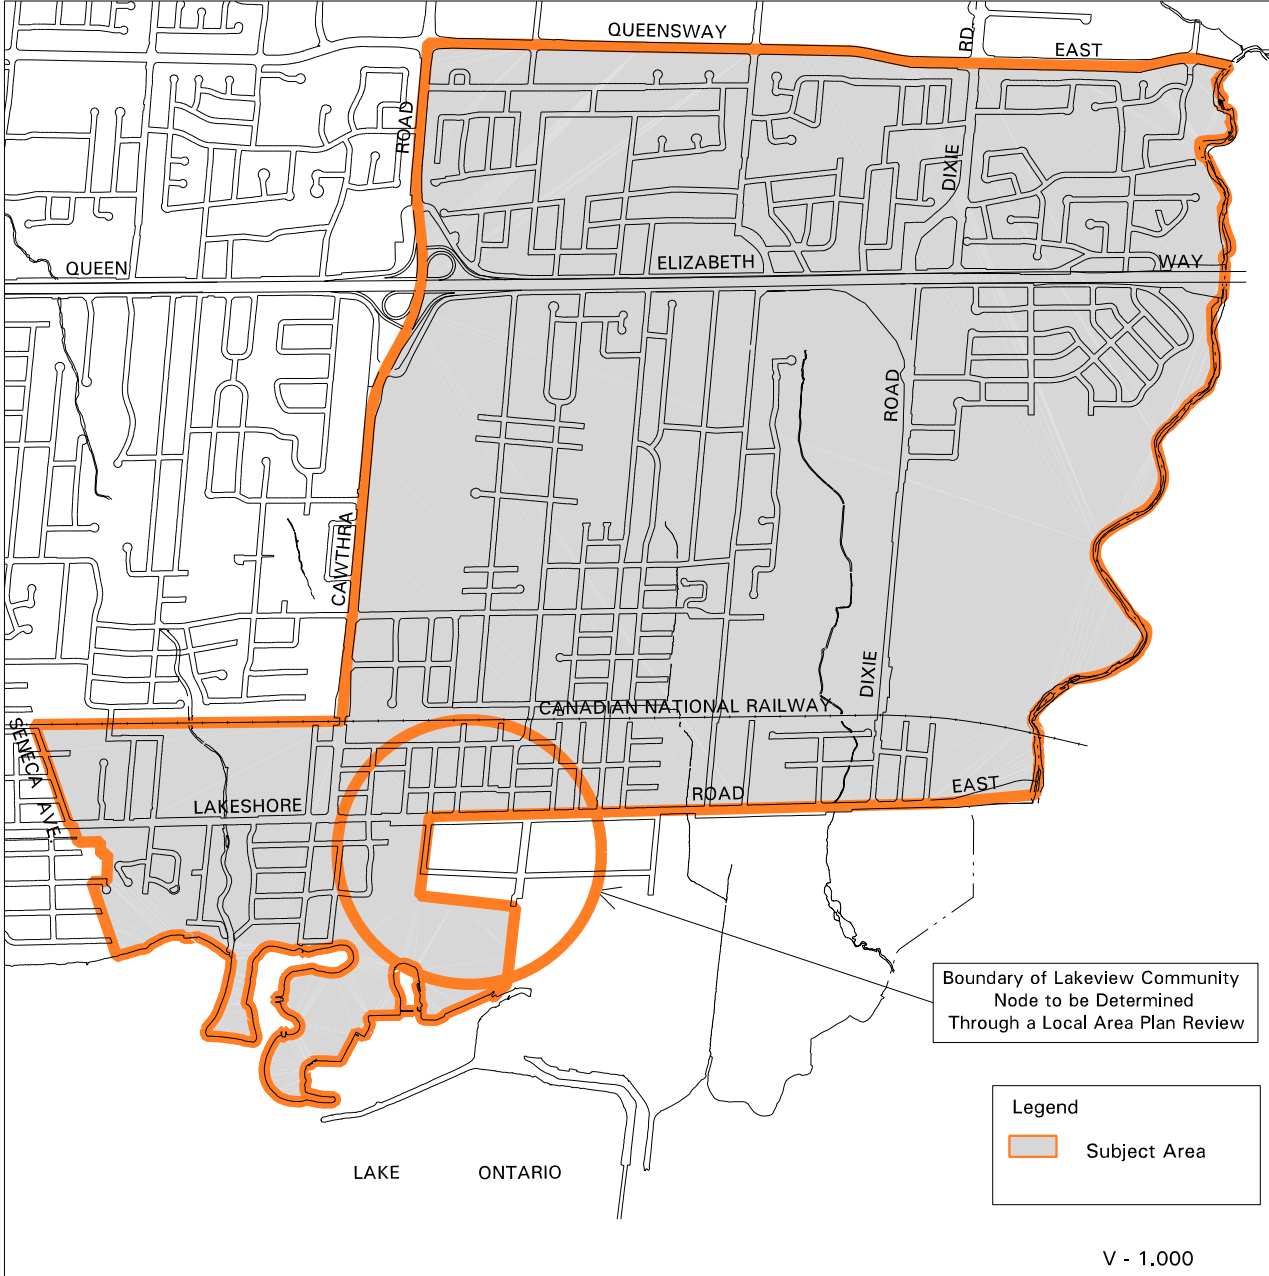 QUEENSWAY
RD.
EAST
ROAD
DIXIE
QUEEN
ELIZABETH
WAY
ROAD
CAWTHRA
DIXIE
CANADIAN NATIONAL RAILWAY
SENECA AVE.
LAKESHORE
ROAD
EAST
Boundary of Lakeview Community
Node to be Determined
Through a Local Area Plan Review
Legend
Subject Area
LAKE
ONTARIO
V - 1.000